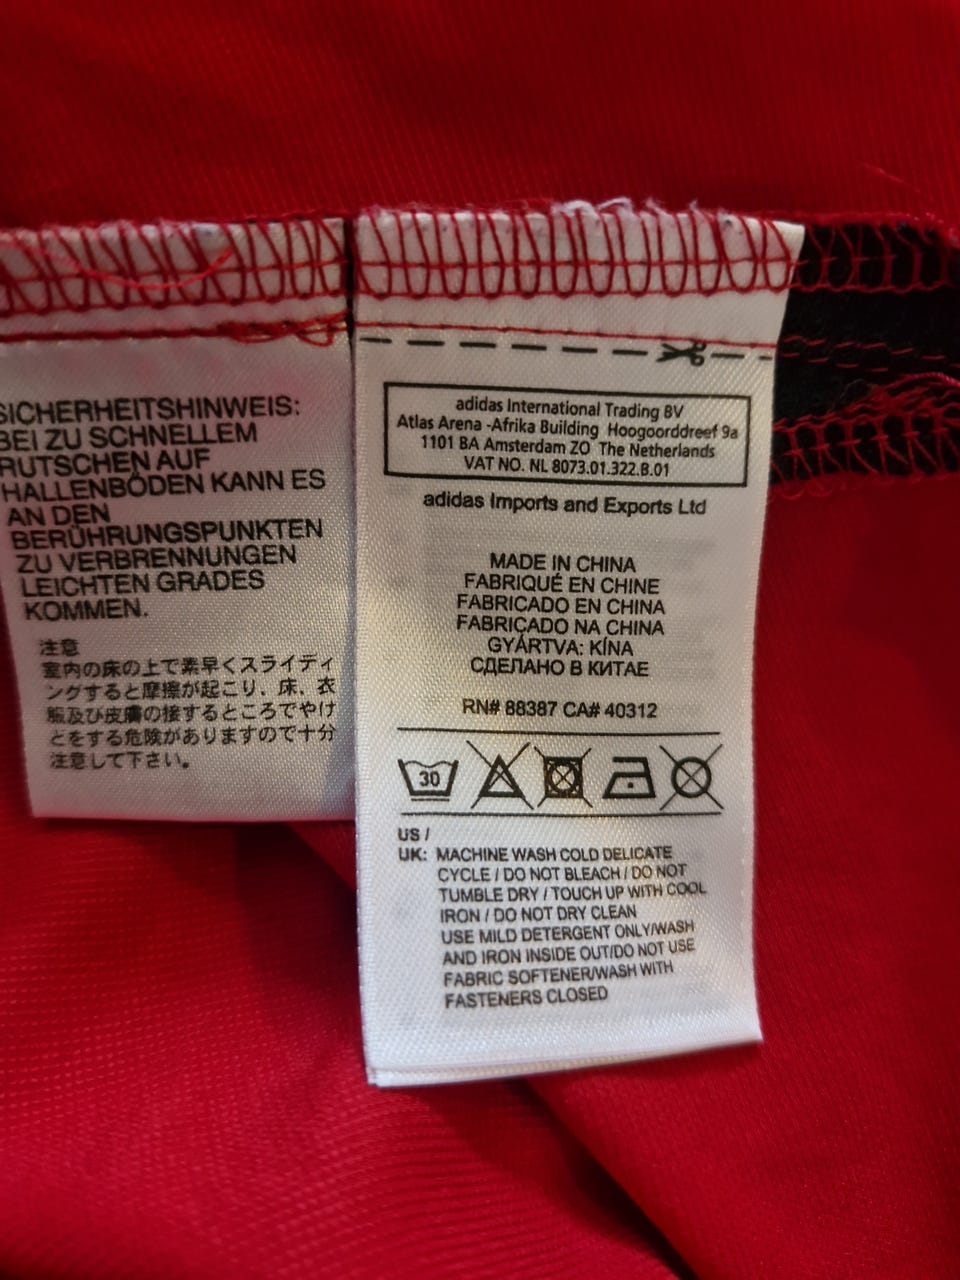 SICHERHEITSHINWEIS:
BEI ZU SCHNELLEM
RUTSCHEN AUF
HALLENBÖDEN KANN ES
AN DEN
BERÜHRUNGSPUNKTEN
ZU VERBRENNUNGEN
LEICHTEN GRADES
KOMMEN.
注意
室内の床の上で素早くスライディ
ングすると摩擦が起こり、床、衣
服及び皮膚の接するところでやけ
どをする危険がありますので十分
注意して下さい。
adidas International Trading BV
Atlas Arena -Afrika Building Hoogoorddreef 9a
1101 BA Amsterdam ZO The Netherlands
VAT NO. NL 8073.01.322.B.01
adidas Imports and Exports Ltd
MADE IN CHINA
FABRIQUÉ EN CHINE
FABRICADO EN CHINA
FABRICADO NA CHINA
GYÁRTVA: KÍNA
СДЕЛАНО В КИТАЕ
RN# 88387 CA# 40312
30
US /
UK: MACHINE WASH COLD DELICATE
CYCLE / DO NOT BLEACH / DO NOT
TUMBLE DRY / TOUCH UP WITH COOL
IRON / DO NOT DRY CLEAN
USE MILD DETERGENT ONLY/WASH
AND IRON INSIDE OUT/DO NOT USE
FABRIC SOFTENER/WASH WITH
FASTENERS CLOSED